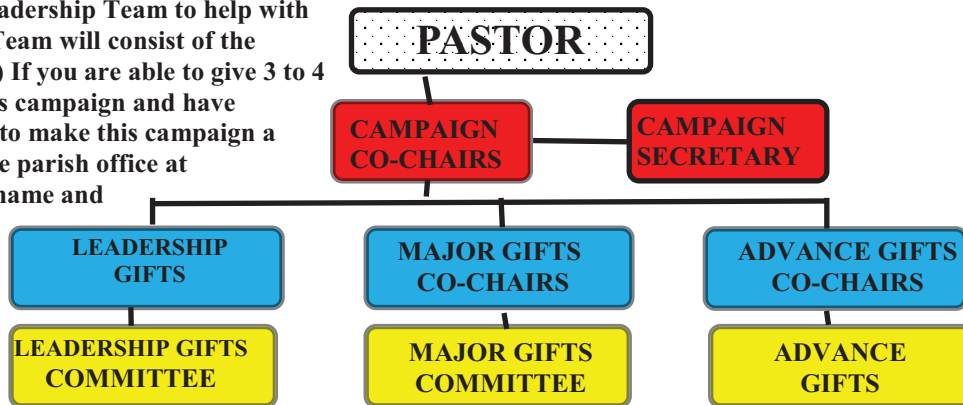 adership Team to help with
Team will consist of the
) If you are able to give 3 to 4
s campaign and have
to make this campaign a
e parish office at
name and
PASTOR
CAMPAIGN
CO-CHAIRS
CAMPAIGN
SECRETARY
LEADERSHIP
GIFTS
MAJOR GIFTS
CO-CHAIRS
ADVANCE GIFTS
CO-CHAIRS
LEADERSHIP GIFTS
COMMITTEE
MAJOR GIFTS
COMMITTEE
ADVANCE
GIFTS